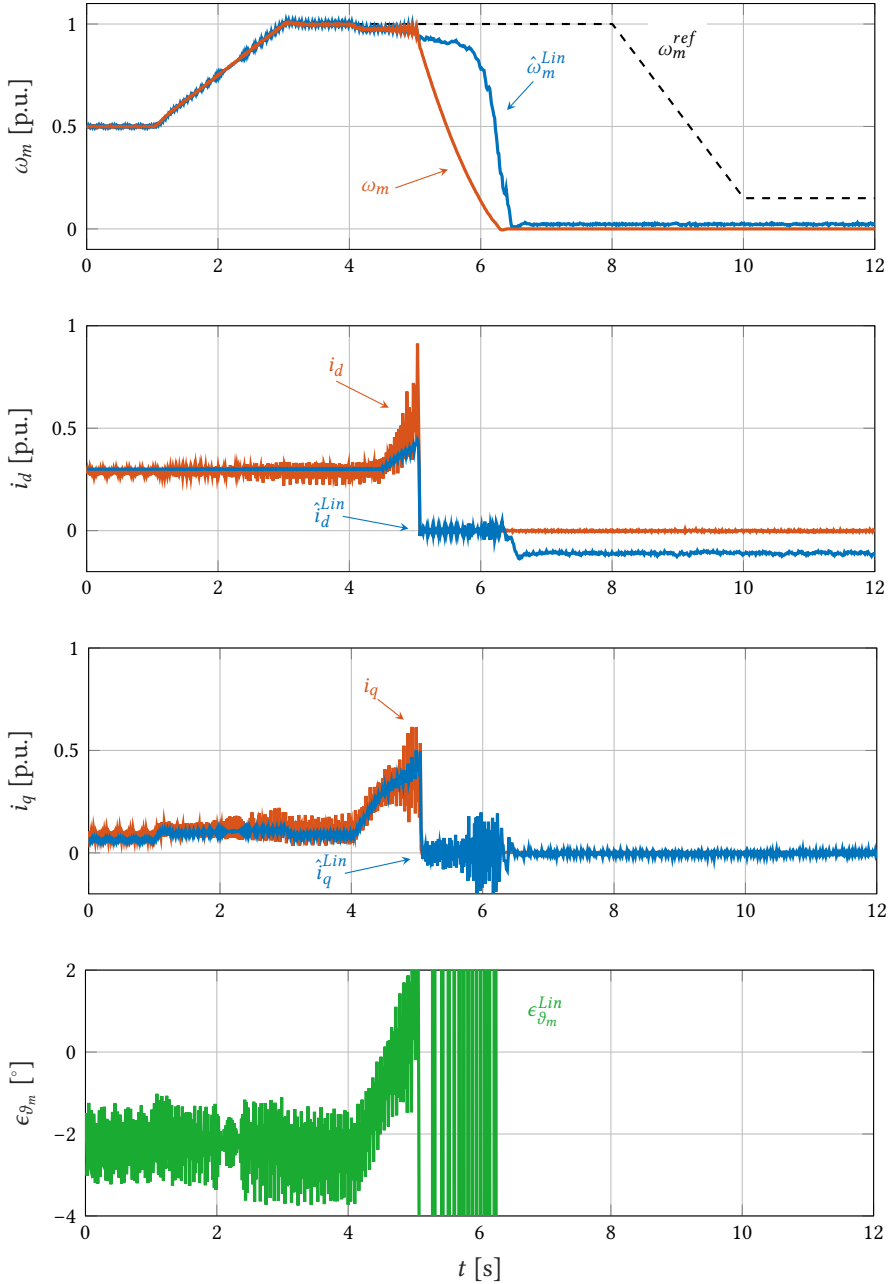 ω_m [p.u.]
1
0.5
0
ω_m^{ref}
ω̂_m^{Lin}
ω_m
0 2 4 6 8 10 12
i_d [p.u.]
1
0.5
0
i_d
î_d^{Lin}
0 2 4 6 8 10 12
i_q [p.u.]
1
0.5
0
i_q
î_q^{Lin}
0 2 4 6 8 10 12
ϵ_{ϑ_m} [°]
2
0
−2
−4
ϵ_{ϑ_m}^{Lin}
0 2 4 6 8 10 12
t [s]